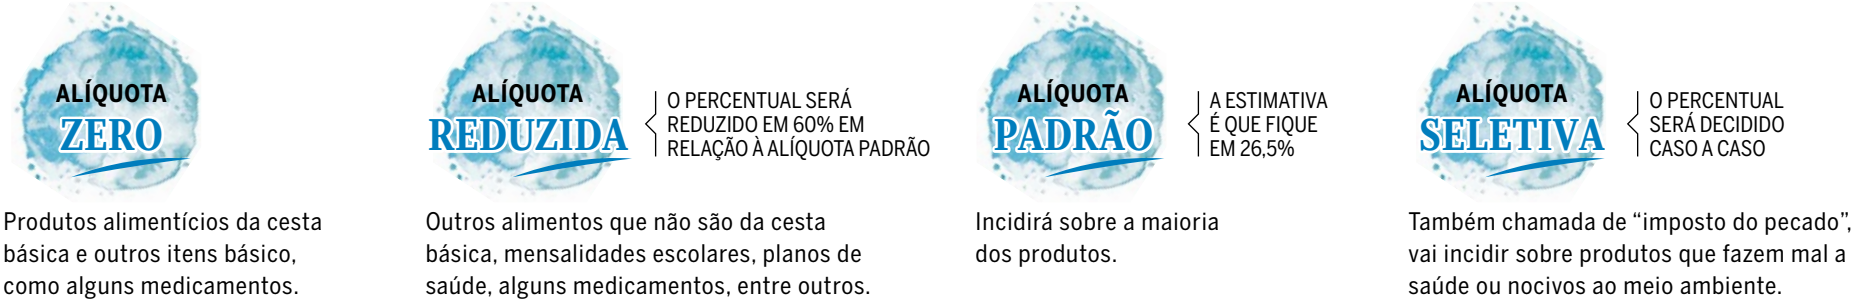 ALÍQUOTA
ZERO
Produtos alimentícios da cesta
básica e outros itens básico,
como alguns medicamentos.
ALÍQUOTA
REDUZIDA
O PERCENTUAL SERÁ
REDUZIDO EM 60% EM
RELAÇÃO À ALÍQUOTA PADRÃO
Outros alimentos que não são da cesta
básica, mensalidades escolares, planos de
saúde, alguns medicamentos, entre outros.
ALÍQUOTA
PADRÃO
A ESTIMATIVA
É QUE FIQUE
EM 26,5%
Incidirá sobre a maioria
dos produtos.
ALÍQUOTA
SELETIVA
O PERCENTUAL
SERÁ DECIDIDO
CASO A CASO
Também chamada de “imposto do pecado”,
vai incidir sobre produtos que fazem mal a
saúde ou nocivos ao meio ambiente.